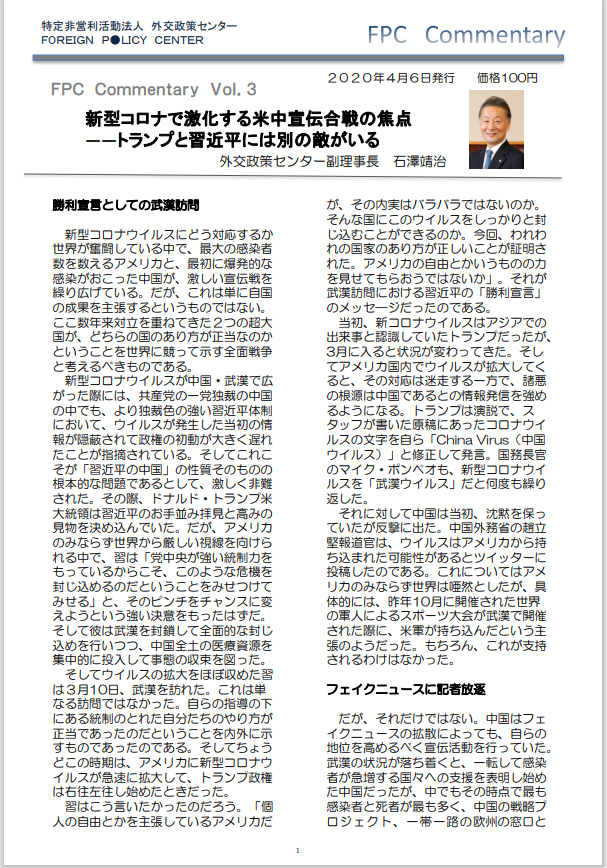 特定非営利活動法人　外交政策センター
FOREIGN P●LICY CENTER
FPC Commentary
２０２０年４月６日発行　　価格１００円
FPC Commentary Vol.３
新型コロナで激化する米中宣伝合戦の焦点
――トランプと習近平には別の敵がいる
外交政策センター副理事長　石澤靖治
勝利宣言としての武漢訪問
　新型コロナウイルスにどう対応するか
世界が奮闘している中で、最大の感染者
数を数えるアメリカと、最初に爆発的な
感染がおこった中国が、激しい宣伝戦を
繰り広げている。だが、これは単に自国
の成果を主張するというものではない。
ここ数年来対立を重ねてきた２つの超大
国が、どちらの国のあり方が正当なのか
ということを世界に競って示す全面戦争
と考えるべきものである。
　新型コロナウイルスが中国・武漢で広
がった際には、共産党の一党独裁の中国
の中でも、より独裁色の強い習近平体制
において、ウイルスが発生した当初の情
報が隠蔽されて政権の初動が大きく遅れ
たことが指摘されている。そしてこれこ
そが「習近平の中国」の性質そのものの
根本的な問題であるとして、激しく非難
された。その際、ドナルド・トランプ米
大統領は習近平のお手並み拝見と高みの
見物を決め込んでいた。だが、アメリカ
のみならず世界から厳しい視線を向けら
れる中で、習は「党中央が強い統制力を
もっているからこそ、このような危機を
封じ込めるのだということをみせつけて
みせる」と、そのピンチをチャンスに変
えようという強い決意をもったはずだ。
そして彼は武漢を封鎖して全面的な封じ
込めを行いつつ、中国全土の医療資源を
集中的に投入して事態の収束を図った。
　そしてウイルスの拡大をほぼ収めた習
は３月10日、武漢を訪れた。これは単
なる訪問ではなかった。自らの指導の下
にある統制のとれた自分たちのやり方が
正当であったのだということを内外に示
すものであったのである。そしてちょう
どこの時期は、アメリカに新型コロナウ
イルスが急速に拡大して、トランプ政権
は右往左往し始めたときだった。
　習はこう言いたかったのだろう。「個
人の自由とかを主張しているアメリカだ
が、その内実はバラバラではないのか。
そんな国にこのウイルスをしっかりと封
じ込むことができるのか。今回、われわ
れの国家のあり方が正しいことが証明さ
れた。アメリカの自由とかいうものの力
を見せてもらおうではないか」。それが
武漢訪問における習近平の「勝利宣言」
のメッセージだったのである。
　当初、新コロナウイルスはアジアでの
出来事と認識していたトランプだったが、
3月に入ると状況が変わってきた。そし
てアメリカ国内でウイルスが拡大してく
ると、その対応は迷走する一方で、諸悪
の根源は中国であるとの情報発信を強め
るようになる。トランプは演説で、ス
タッフが書いた原稿にあったコロナウイ
ルスの文字を自ら「China Virus（中国
ウイルス）」と修正して発言。国務長官
のマイク・ポンペオも、新型コロナウイ
ルスを「武漢ウイルス」だと何度も繰り
返した。
　それに対して中国は当初、沈黙を保っ
ていたが反撃に出た。中国外務省の趙立
堅報道官は、ウイルスはアメリカから持
ち込まれた可能性があるとツイッターに
投稿したのである。これについてはアメ
リカのみならず世界は唖然としたが、具
体的には、昨年10月に開催された世界
の軍人によるスポーツ大会が武漢で開催
された際に、米軍が持ち込んだという主
張のようだった。もちろん、これが支持
されるわけはなかった。
フェイクニュースに記者放逐
　だが、それだけではない。中国はフェ
イクニュースの拡散によっても、自らの
地位を高めるべく宣伝活動を行っていた。
武漢の状況が落ち着くと、一転して感染
者が急増する国々への支援を表明し始め
た中国だったが、中でもその時点で最も
感染者と死者が最も多く、中国の戦略プ
ロジェクト、一帯一路の欧州の窓口と
1